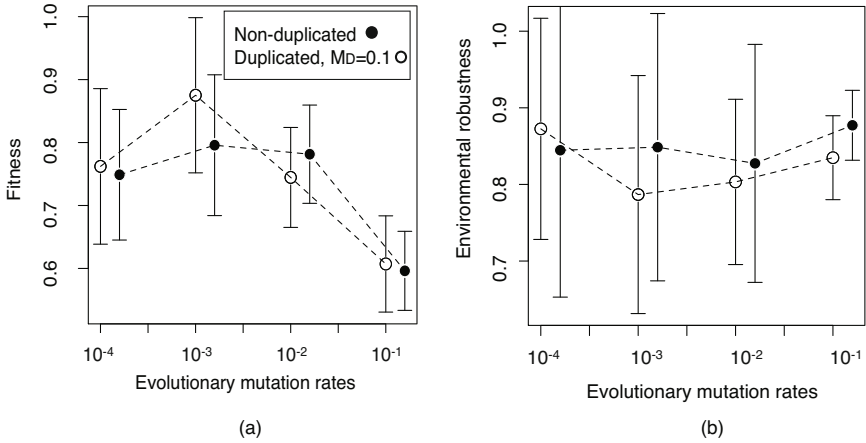 Non-duplicated
Duplicated, MD=0.1
Fitness
1.0
0.9
0.8
0.7
0.6
10-4
10-3
10-2
10-1
Evolutionary mutation rates
(a)
Environmental robustness
1.0
0.9
0.8
0.7
10-4
10-3
10-2
10-1
Evolutionary mutation rates
(b)